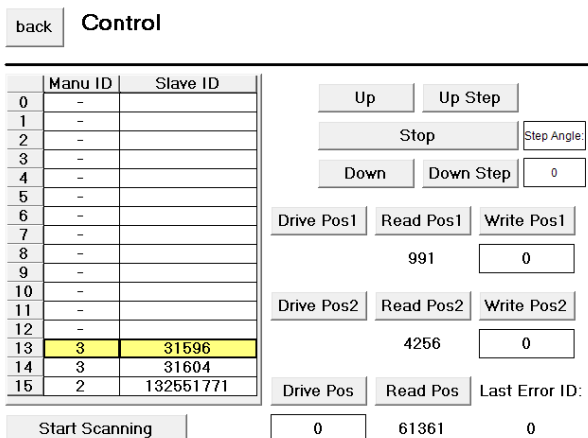 back Control
Manu ID Slave ID
0 -
1 -
2 -
3 -
4 -
5 -
6 -
7 -
8 -
9 -
10 -
11 -
12 -
13 3 31596
14 3 31604
15 2 132551771
Start Scanning
Up Up Step
Stop Step Angle:
Down Down Step 0
Drive Pos1 Read Pos1 Write Pos1
991 0
Drive Pos2 Read Pos2 Write Pos2
4256 0
Drive Pos Read Pos Last Error ID:
0 61361 0